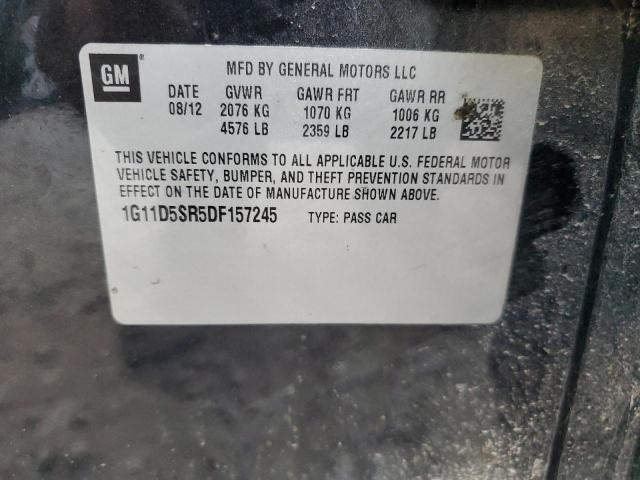 GM
MFD BY GENERAL MOTORS LLC
DATE GVWR GAWR FRT GAWR RR
08/12 2076 KG 1070 KG 1006 KG
4576 LB 2359 LB 2217 LB
THIS VEHICLE CONFORMS TO ALL APPLICABLE U.S. FEDERAL MOTOR
VEHICLE SAFETY, BUMPER, AND THEFT PREVENTION STANDARDS IN
EFFECT ON THE DATE OF MANUFACTURE SHOWN ABOVE.
1G11D5SR5DF157245 TYPE: PASS CAR